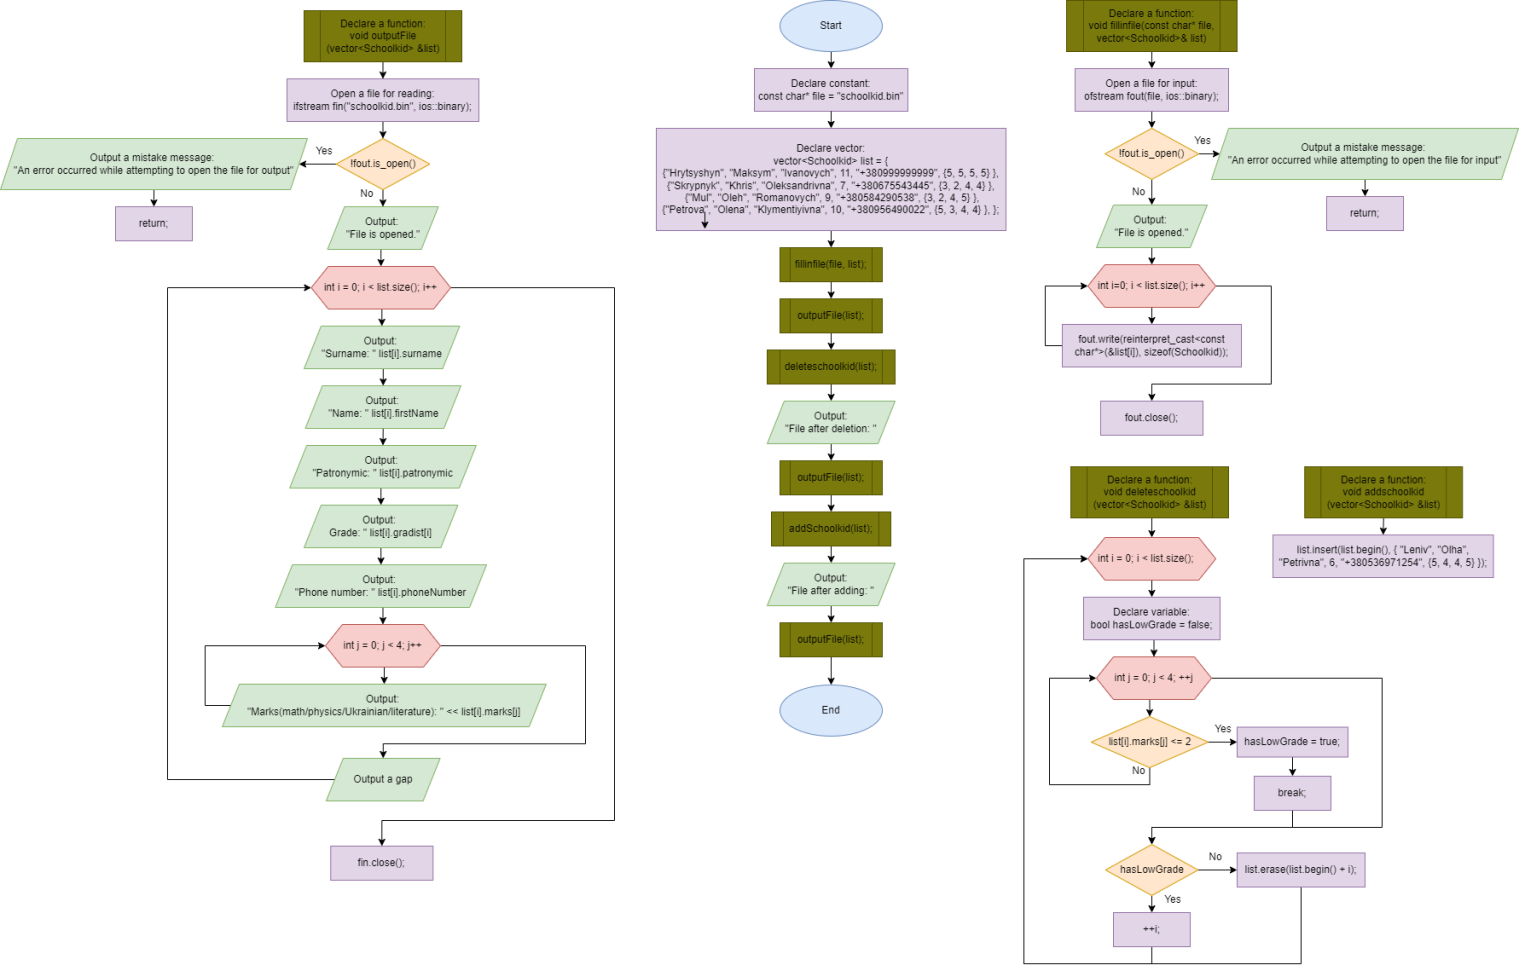 Declare a function:
void outputFile
(vector<Schoolkid> &list)
Open a file for reading:
ifstream fin("schoolkid.bin", ios::binary);
!fout.is_open()
Yes
Output a mistake message:
"An error occurred while attempting to open the file for output"
return;
No
Output:
"File is opened."
int i = 0; i < list.size(); i++
Output:
"Surname: " list[i].surname
Output:
"Name: " list[i].firstName
Output:
"Patronymic: " list[i].patronymic
Output:
Grade: " list[i].gradist[i]
Output:
"Phone number: " list[i].phoneNumber
int j = 0; j < 4; j++
Output:
"Marks(math/physics/Ukrainian/literature): " << list[i].marks[j]
Output a gap
fin.close();
Start
Declare constant:
const char* file = "schoolkid.bin"
Declare vector:
vector<Schoolkid> list = {
{"Hrytsyshyn", "Maksym", "Ivanovych", 11, "+380999999999", {5, 5, 5, 5} },
{"Skrypnyk", "Khris", "Oleksandrivna", 7, "+380675543445", {3, 2, 4, 4} },
{"Mul", "Oleh", "Romanovych", 9, "+380584290538", {3, 2, 4, 5} },
{"Petrova", "Olena", "Klymentiyivna", 10, "+380956490022", {5, 3, 4, 4} }, };
fillinfile(file, list);
outputFile(list);
deleteschoolkid(list);
Output:
"File after deletion: "
outputFile(list);
addSchoolkid(list);
Output:
"File after adding: "
outputFile(list);
End
Declare a function:
void fillinfile(const char* file,
vector<Schoolkid>& list)
Open a file for input:
ofstream fout(file, ios::binary);
!fout.is_open()
Yes
Output a mistake message:
"An error occurred while attempting to open the file for input"
return;
No
Output:
"File is opened."
int i=0; i < list.size(); i++
fout.write(reinterpret_cast<const
char*>(&list[i]), sizeof(Schoolkid));
fout.close();
Declare a function:
void deleteschoolkid
(vector<Schoolkid> &list)
int i = 0; i < list.size();
Declare variable:
bool hasLowGrade = false;
int j = 0; j < 4; ++j
list[i].marks[j] <= 2
Yes
hasLowGrade = true;
No
break;
hasLowGrade
No
list.erase(list.begin() + i);
Yes
++i;
Declare a function:
void addschoolkid
(vector<Schoolkid> &list)
list.insert(list.begin(), { "Leniv", "Olha",
"Petrivna", 6, "+380536971254", {5, 4, 4, 5} });